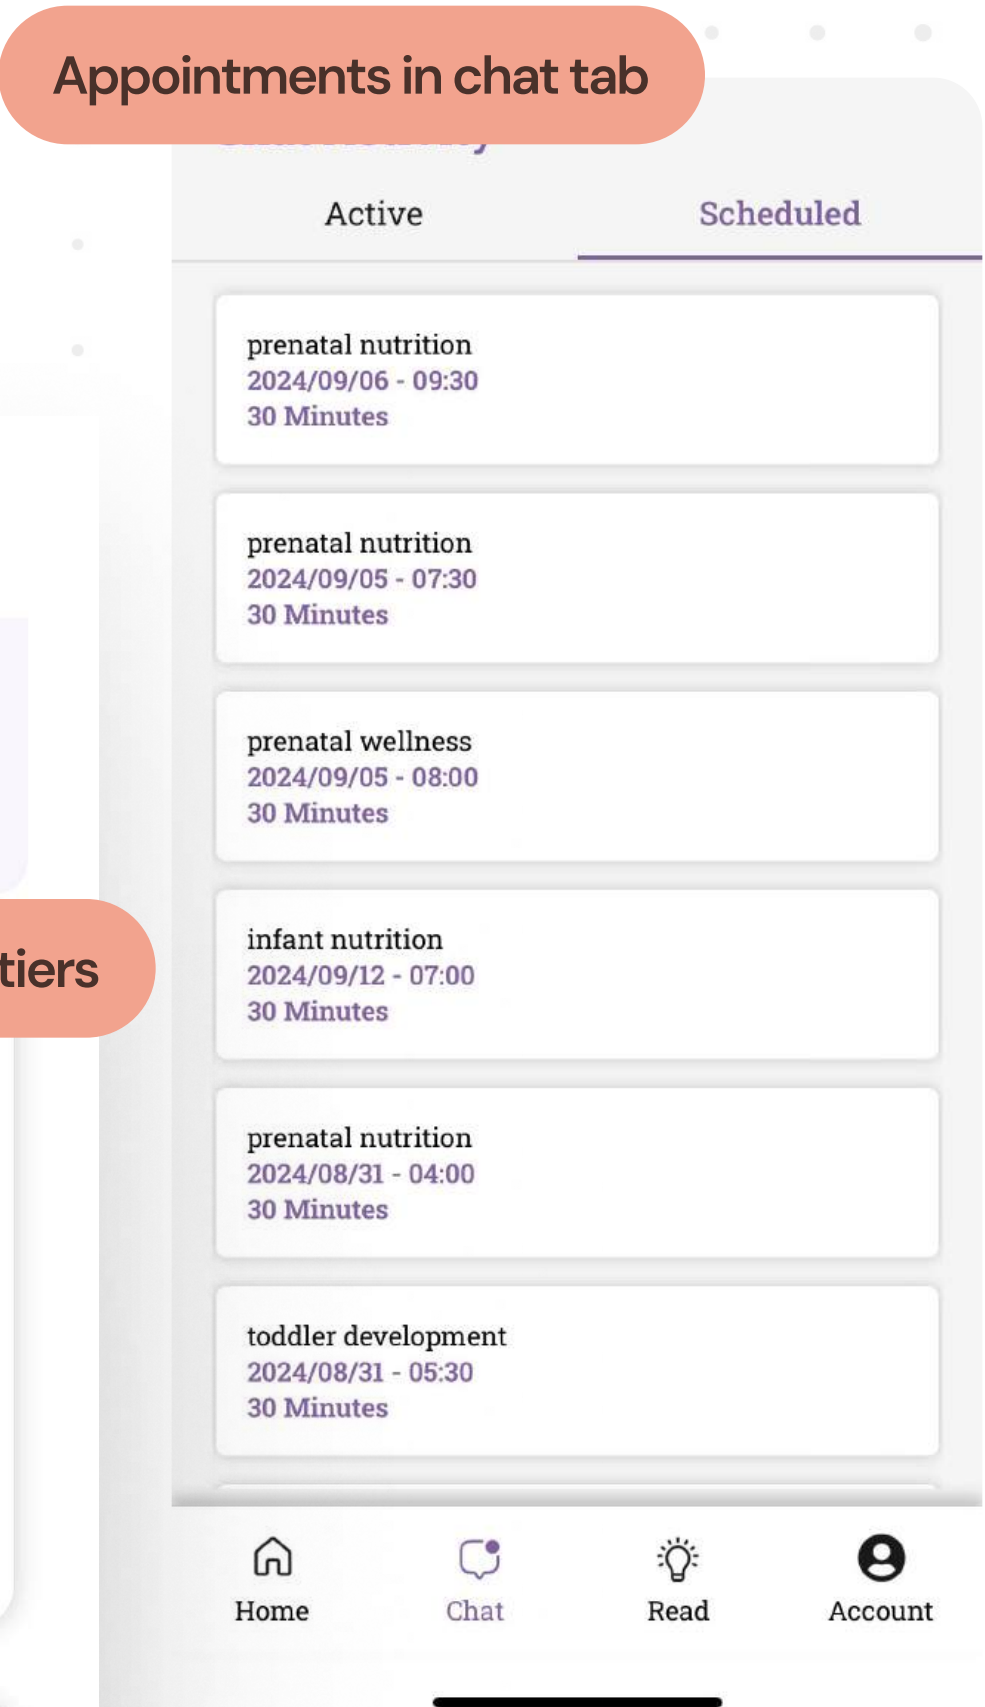 Appointments in chat tab
Active
Scheduled
prenatal nutrition
2024/09/06 - 09:30
30 Minutes
prenatal nutrition
2024/09/05 - 07:30
30 Minutes
prenatal wellness
2024/09/05 - 08:00
30 Minutes
infant nutrition
2024/09/12 - 07:00
30 Minutes
tiers
prenatal nutrition
2024/08/31 - 04:00
30 Minutes
toddler development
2024/08/31 - 05:30
30 Minutes
Home
Chat
Read
Account